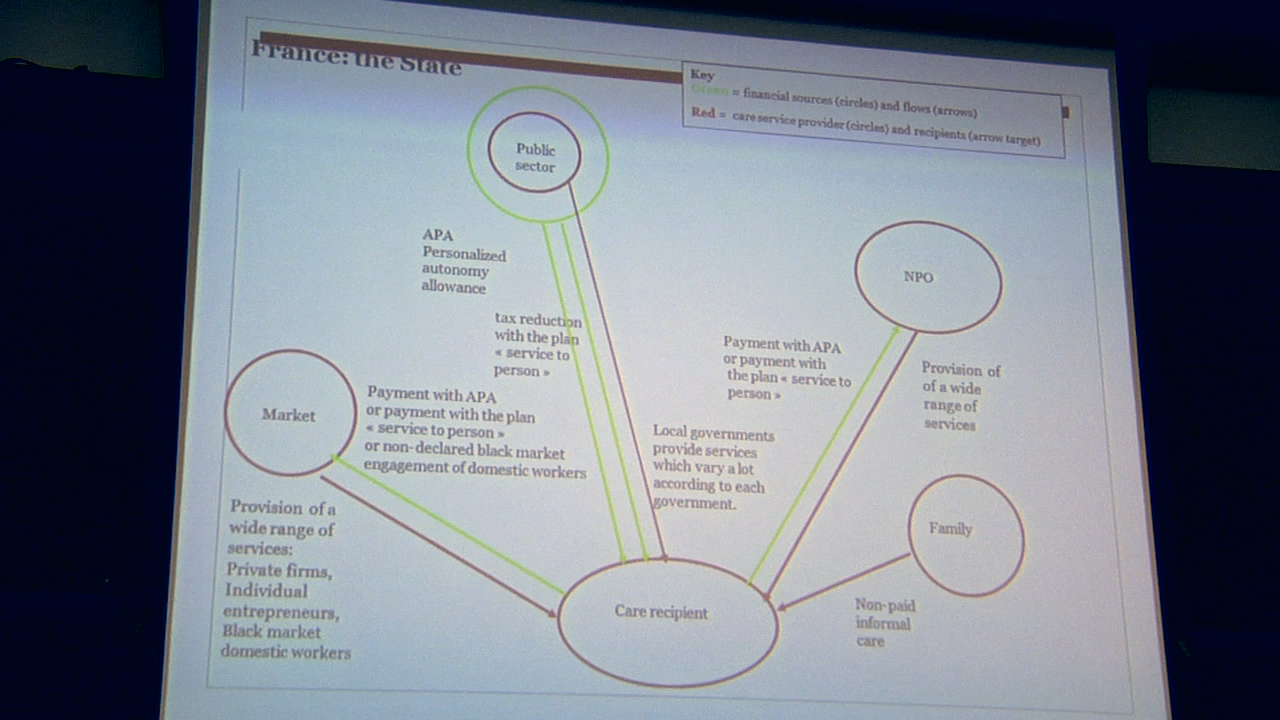 France: the State
Key
Green = financial sources (circles) and flows (arrows)
Red = care service provider (circles) and recipients (arrow target)
Public
sector
APA
Personalized
autonomy
allowance
tax reduction
with the plan
« service to
person »
NPO
Payment with APA
or payment with
the plan « service to
person »
Provision of
of a wide
range of
services
Market
Payment with APA
or payment with the plan
« service to person »
or non-declared black market
engagement of domestic workers
Local governments
provide services
which vary a lot
according to each
government.
Provision of a
wide range of
services:
Private firms,
Individual
entrepreneurs,
Black market
domestic workers
Family
Care recipient
Non-paid
informal
care